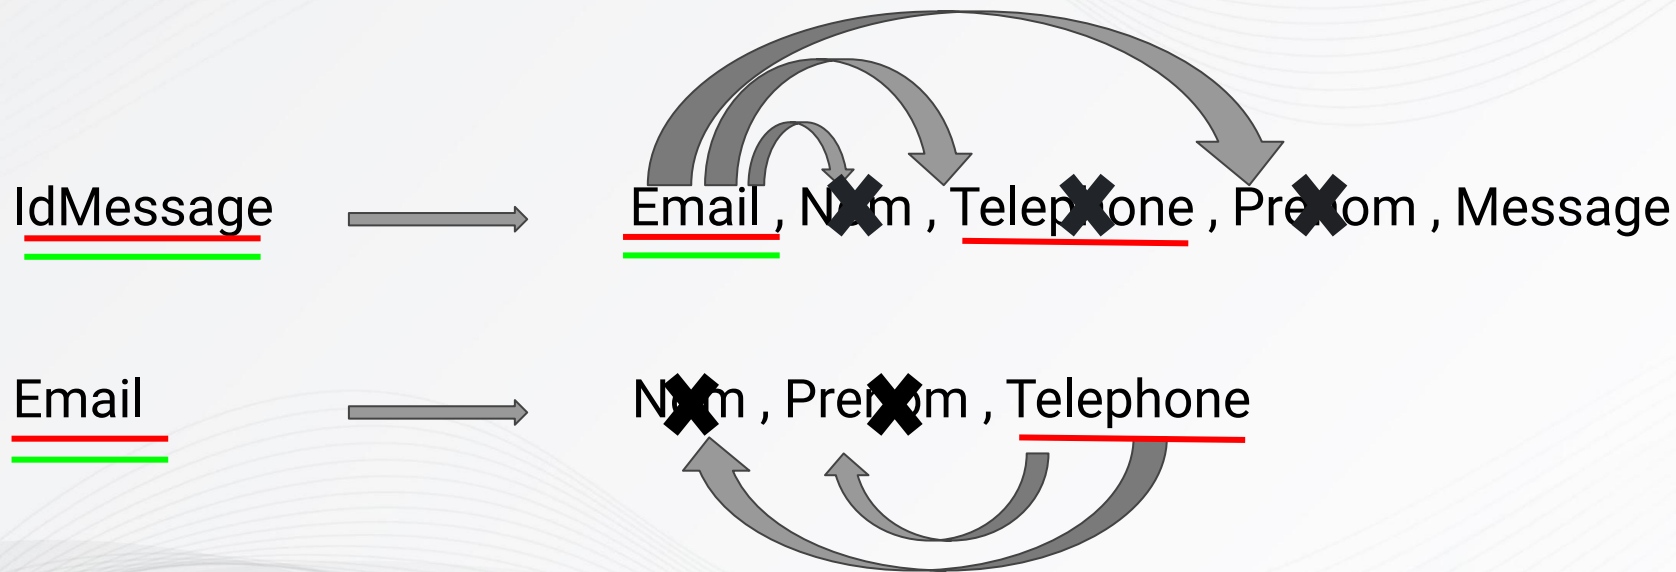 IdMessage Email , Nom , Telephone , Prenom , Message
Email Nom , Prenom , Telephone